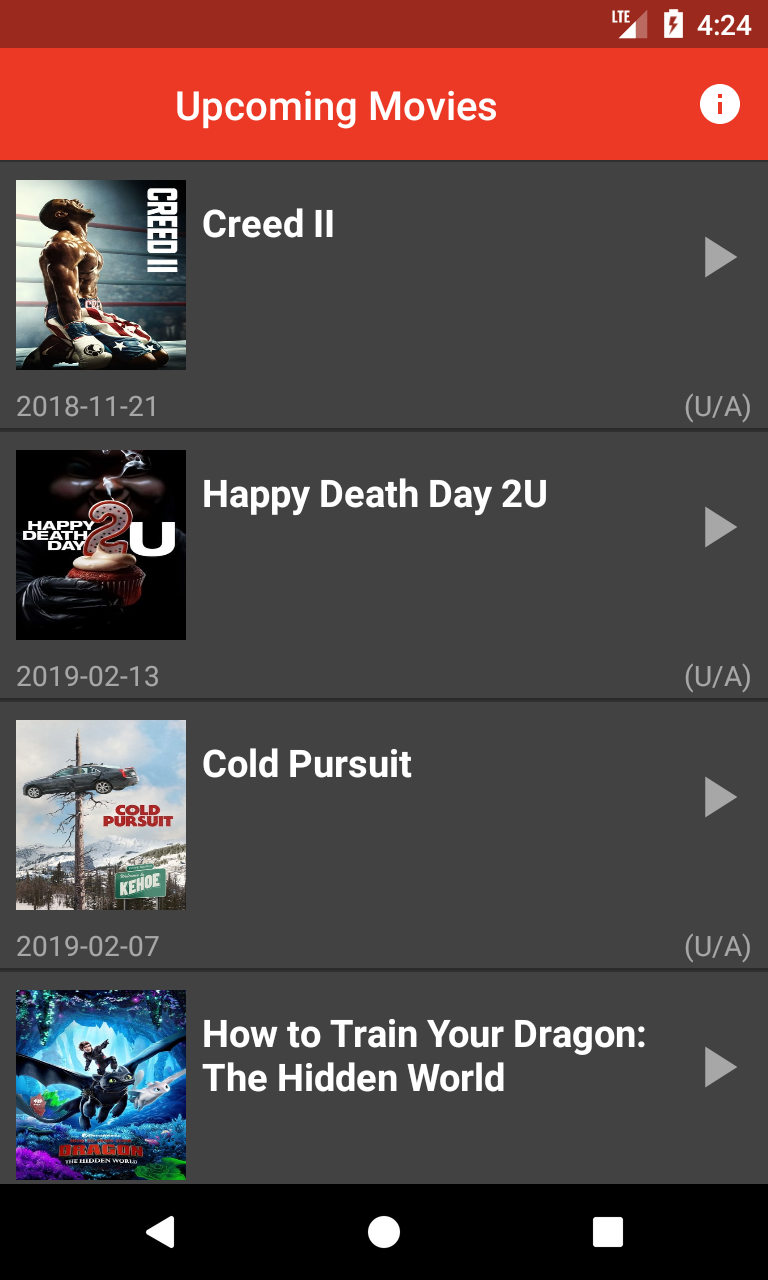 LTE 4:24
Upcoming Movies
CREED II
Creed II
2018-11-21 (U/A)
HAPPY
DEATH
DAY 2U
Happy Death Day 2U
2019-02-13 (U/A)
COLD
PURSUIT
KEHOE
Cold Pursuit
2019-02-07 (U/A)
DRAGON
THE HIDDEN WORLD
How to Train Your Dragon:
The Hidden World